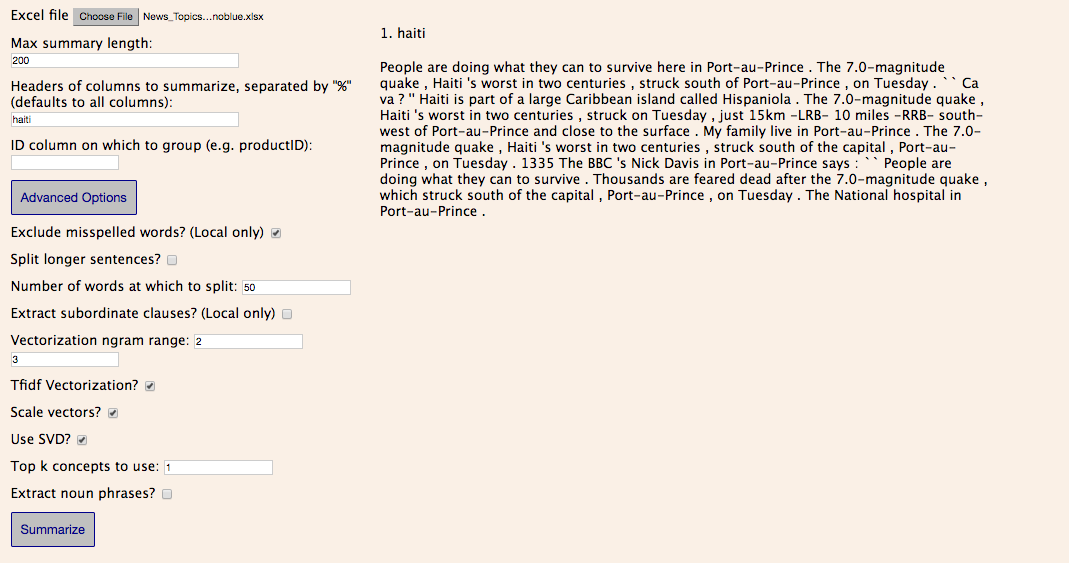 Excel file Choose File News_Topics...noblue.xlsx
Max summary length:
200
Headers of columns to summarize, separated by "%"
(defaults to all columns):
haiti
ID column on which to group (e.g. productID):
Advanced Options
Exclude misspelled words? (Local only)
Split longer sentences?
Number of words at which to split: 50
Extract subordinate clauses? (Local only)
Vectorization ngram range: 2
3
Tfidf Vectorization?
Scale vectors?
Use SVD?
Top k concepts to use: 1
Extract noun phrases?
Summarize
1. haiti
People are doing what they can to survive here in Port-au-Prince . The 7.0-magnitude
quake , Haiti 's worst in two centuries , struck south of Port-au-Prince , on Tuesday . `` Ca
va ? '' Haiti is part of a large Caribbean island called Hispaniola . The 7.0-magnitude quake ,
Haiti 's worst in two centuries , struck on Tuesday , just 15km -LRB- 10 miles -RRB- south-
west of Port-au-Prince and close to the surface . My family live in Port-au-Prince . The 7.0-
magnitude quake , Haiti 's worst in two centuries , struck south of the capital , Port-au-
Prince , on Tuesday . 1335 The BBC 's Nick Davis in Port-au-Prince says : `` People are
doing what they can to survive . Thousands are feared dead after the 7.0-magnitude quake ,
which struck south of the capital , Port-au-Prince , on Tuesday . The National hospital in
Port-au-Prince .